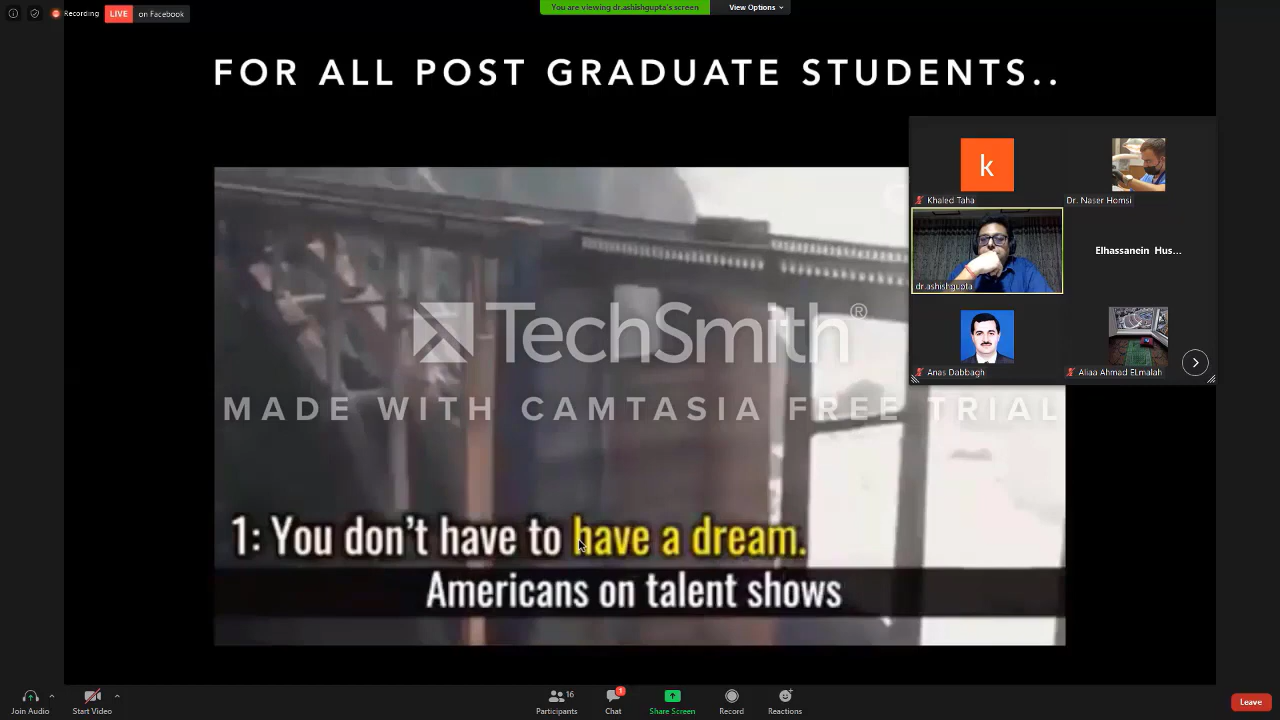 Recording
LIVE
on Facebook
You are viewing dr.ashishgupta's screen
View Options
FOR ALL POST GRADUATE STUDENTS..
k
Khaled Taha
Dr. Naser Homsi
dr.ashishgupta
Elhassanein Hus...
Anas Dabbagh
Aliaa Ahmad ELmalah
TechSmith®
MADE WITH CAMTASIA FREE TRIAL
1: You don't have to have a dream.
Americans on talent shows
Join Audio
Start Video
16
Participants
1
Chat
Share Screen
Record
Reactions
Leave